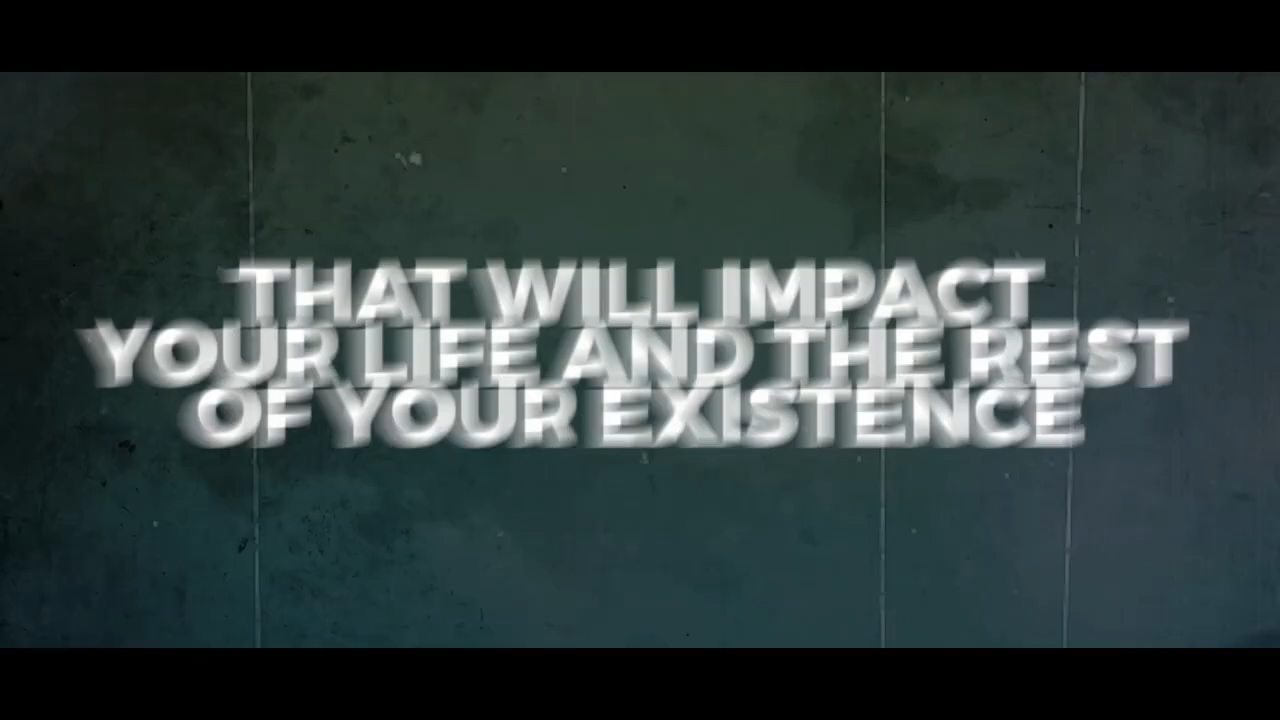 THAT WILL IMPACT
YOUR LIFE AND THE REST
OF YOUR EXISTENCE